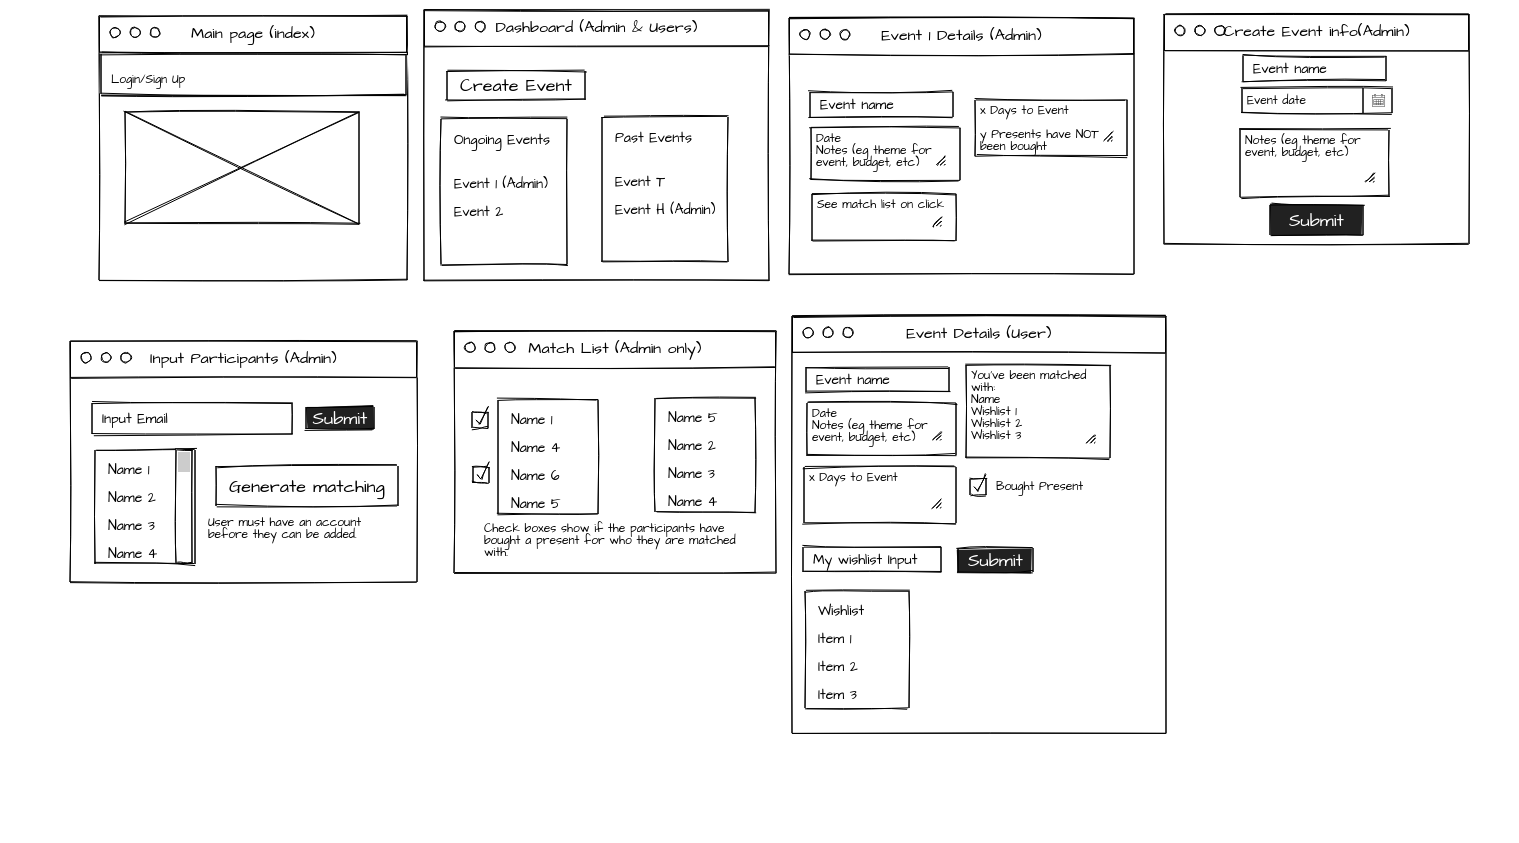 Main page (index)
Login/Sign Up
Dashboard (Admin & Users)
Create Event
Ongoing Events
Event 1 (Admin)
Event 2
Past Events
Event T
Event H (Admin)
Event 1 Details (Admin)
Event name
Date
Notes (eg theme for
event, budget, etc)
See match list on click
x Days to Event
y Presents have NOT
been bought
Create Event info(Admin)
Event name
Event date
Notes (eg theme for
event, budget, etc)
Submit
Input Participants (Admin)
Input Email
Submit
Name 1
Name 2
Name 3
Name 4
Generate matching
User must have an account
before they can be added.
Match List (Admin only)
Name 1
Name 4
Name 6
Name 5
Name 5
Name 2
Name 3
Name 4
Check boxes show if the participants have
bought a present for who they are matched
with.
Event Details (User)
Event name
Date
Notes (eg theme for
event, budget, etc)
x Days to Event
You've been matched
with:
Name
Wishlist 1
Wishlist 2
Wishlist 3
Bought Present
My wishlist Input
Submit
Wishlist
Item 1
Item 2
Item 3